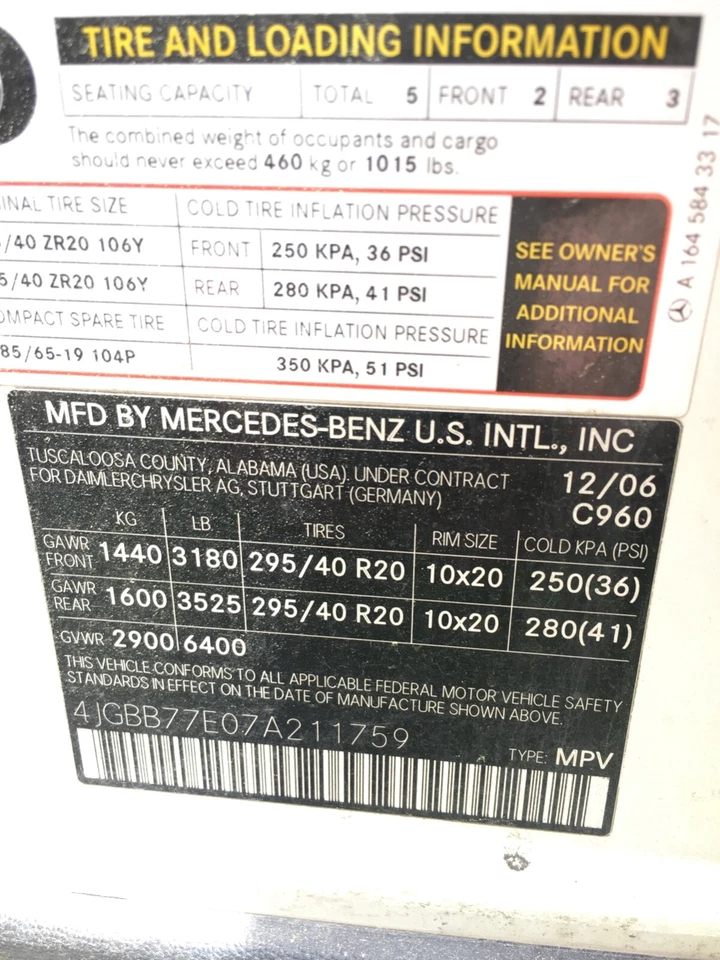 TIRE AND LOADING INFORMATION
SEATING CAPACITY TOTAL 5 FRONT 2 REAR 3
The combined weight of occupants and cargo
should never exceed 460 kg or 1015 lbs.
TIRE SIZE COLD TIRE INFLATION PRESSURE
/40 ZR20 106Y FRONT 250 KPA, 36 PSI
5/40 ZR20 106Y REAR 280 KPA, 41 PSI
SPARE TIRE COLD TIRE INFLATION PRESSURE
85/65-19 104P 350 KPA, 51 PSI
SEE OWNER'S
MANUAL FOR
ADDITIONAL
INFORMATION
A 164 584 33 17
MFD BY MERCEDES-BENZ U.S. INTL., INC
TUSCALOOSA COUNTY, ALABAMA (USA). UNDER CONTRACT
FOR DAIMLERCHRYSLER AG, STUTTGART (GERMANY)
12/06
C960
KG LB TIRES RIM SIZE COLD KPA (PSI)
GAWR FRONT 1440 3180 295/40 R20 10x20 250(36)
GAWR REAR 1600 3525 295/40 R20 10x20 280(41)
GVWR 2900 6400
THIS VEHICLE CONFORMS TO ALL APPLICABLE FEDERAL MOTOR VEHICLE SAFETY
STANDARDS IN EFFECT ON THE DATE OF MANUFACTURE SHOWN ABOVE.
4JGBB77E07A211759
TYPE: MPV